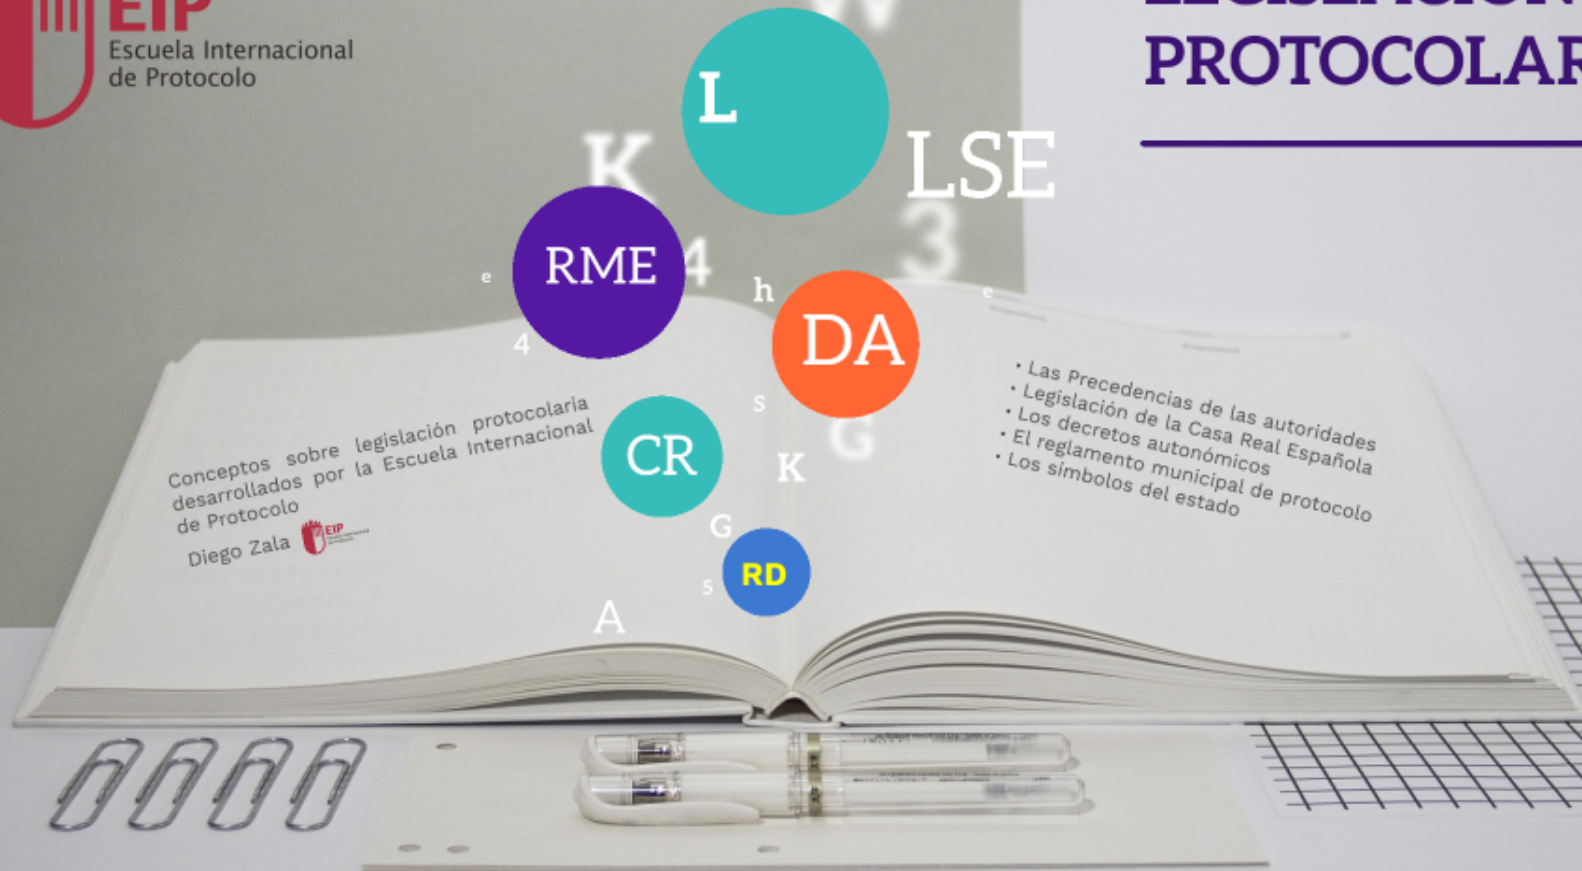 EIP
Escuela Internacional
de Protocolo
PROTOCOLAR
W
L
K
LSE
3
RME
4
e
h
e
DA
4
S
G
CR
K
G
RD
5
A
Conceptos sobre legislación protocolaria
desarrollados por la Escuela Internacional
de Protocolo
Diego Zala EIP
• Las Precedencias de las autoridades
• Legislación de la Casa Real Española
• Los decretos autonómicos
• El reglamento municipal de protocolo
• Los símbolos del estado